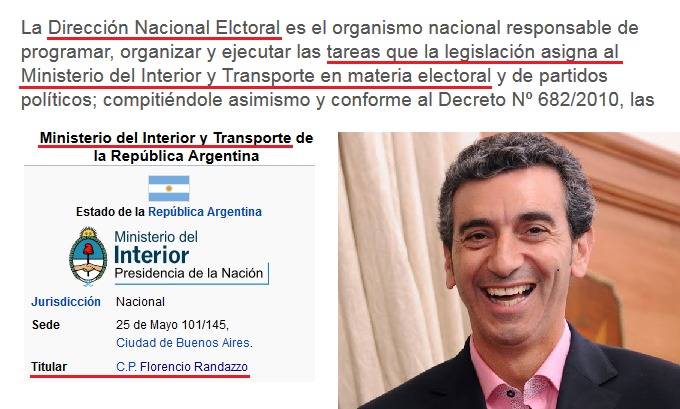 La Dirección Nacional Elctoral es el organismo nacional responsable de
programar, organizar y ejecutar las tareas que la legislación asigna al
Ministerio del Interior y Transporte en materia electoral y de partidos
políticos; compitiéndole asimismo y conforme al Decreto Nº 682/2010, las
Ministerio del Interior y Transporte de
la República Argentina
Estado de la República Argentina
Ministerio del
Interior
Presidencia de la Nación
Jurisdicción Nacional
Sede 25 de Mayo 101/145,
Ciudad de Buenos Aires.
Titular C.P. Florencio Randazzo